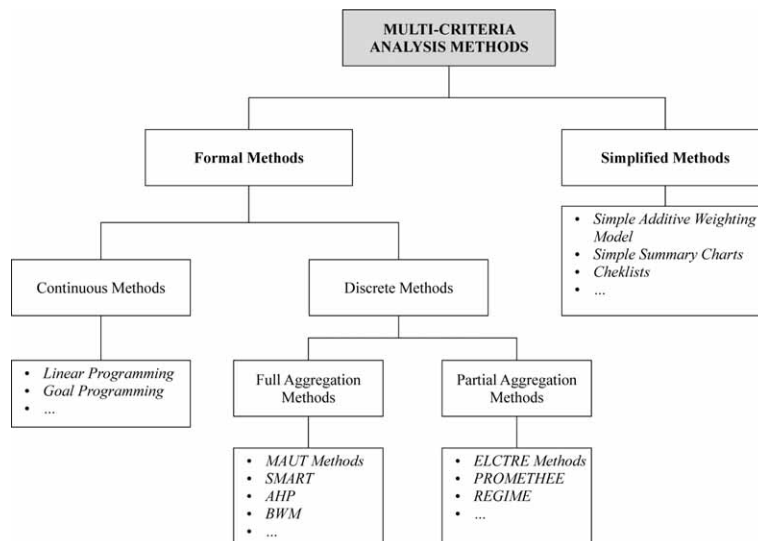 MULTI-CRITERIA
ANALYSIS METHODS
Formal Methods
Simplified Methods
• Simple Additive Weighting
Model
• Simple Summary Charts
• Cheklists
• ...
Continuous Methods
Discrete Methods
• Linear Programming
• Goal Programming
• ...
Full Aggregation
Methods
Partial Aggregation
Methods
• MAUT Methods
• SMART
• AHP
• BWM
• ...
• ELCTRE Methods
• PROMETHEE
• REGIME
• ...